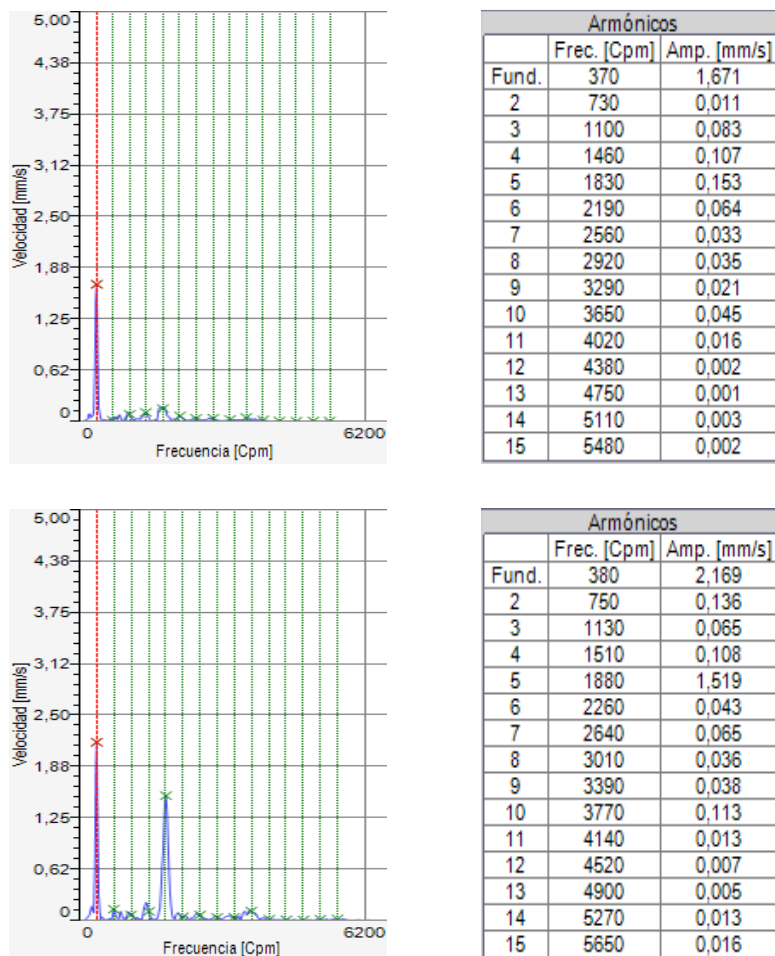 5,00
4,38
3,75
3,12
2,50
1,88
1,25
0,62
0
Velocidad [mm/s]
0 6200
Frecuencia [Cpm]
Armónicos
Frec. [Cpm] Amp. [mm/s]
Fund. 370 1,671
2 730 0,011
3 1100 0,083
4 1460 0,107
5 1830 0,153
6 2190 0,064
7 2560 0,033
8 2920 0,035
9 3290 0,021
10 3650 0,045
11 4020 0,016
12 4380 0,002
13 4750 0,001
14 5110 0,003
15 5480 0,002
5,00
4,38
3,75
3,12
2,50
1,88
1,25
0,62
0
Velocidad [mm/s]
0 6200
Frecuencia [Cpm]
Armónicos
Frec. [Cpm] Amp. [mm/s]
Fund. 380 2,169
2 750 0,136
3 1130 0,065
4 1510 0,108
5 1880 1,519
6 2260 0,043
7 2640 0,065
8 3010 0,036
9 3390 0,038
10 3770 0,113
11 4140 0,013
12 4520 0,007
13 4900 0,005
14 5270 0,013
15 5650 0,016